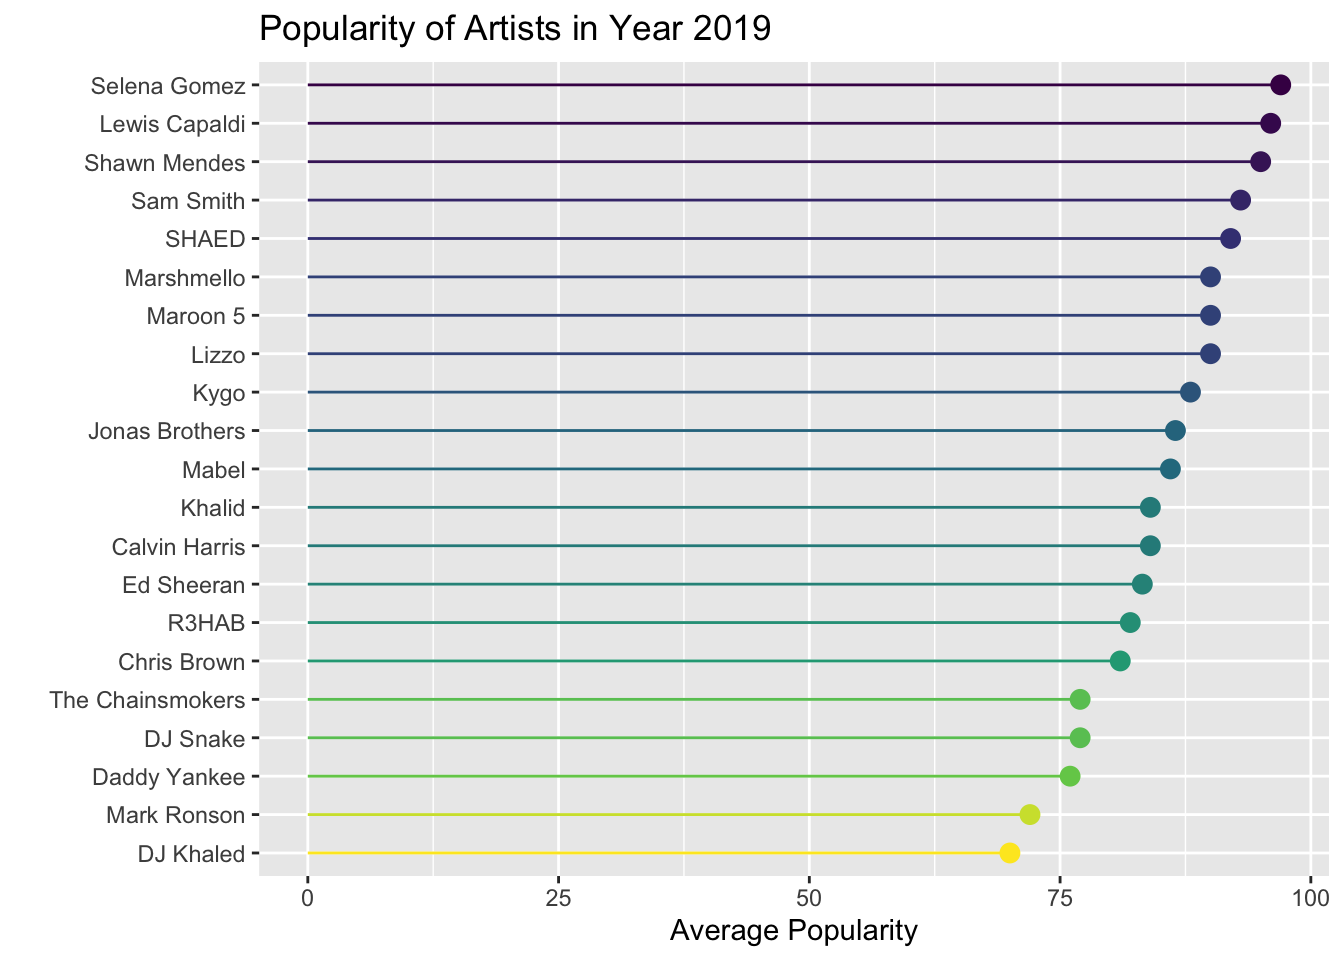 Popularity of Artists in Year 2019
Selena Gomez
Lewis Capaldi
Shawn Mendes
Sam Smith
SHAED
Marshmello
Maroon 5
Lizzo
Kygo
Jonas Brothers
Mabel
Khalid
Calvin Harris
Ed Sheeran
R3HAB
Chris Brown
The Chainsmokers
DJ Snake
Daddy Yankee
Mark Ronson
DJ Khaled
0 25 50 75 100
Average Popularity